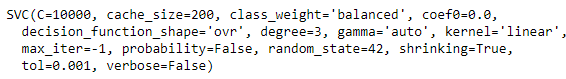 SVC(C=10000, cache_size=200, class_weight='balanced', coef0=0.0,
decision_function_shape='ovr', degree=3, gamma='auto', kernel='linear',
max_iter=-1, probability=False, random_state=42, shrinking=True,
tol=0.001, verbose=False)